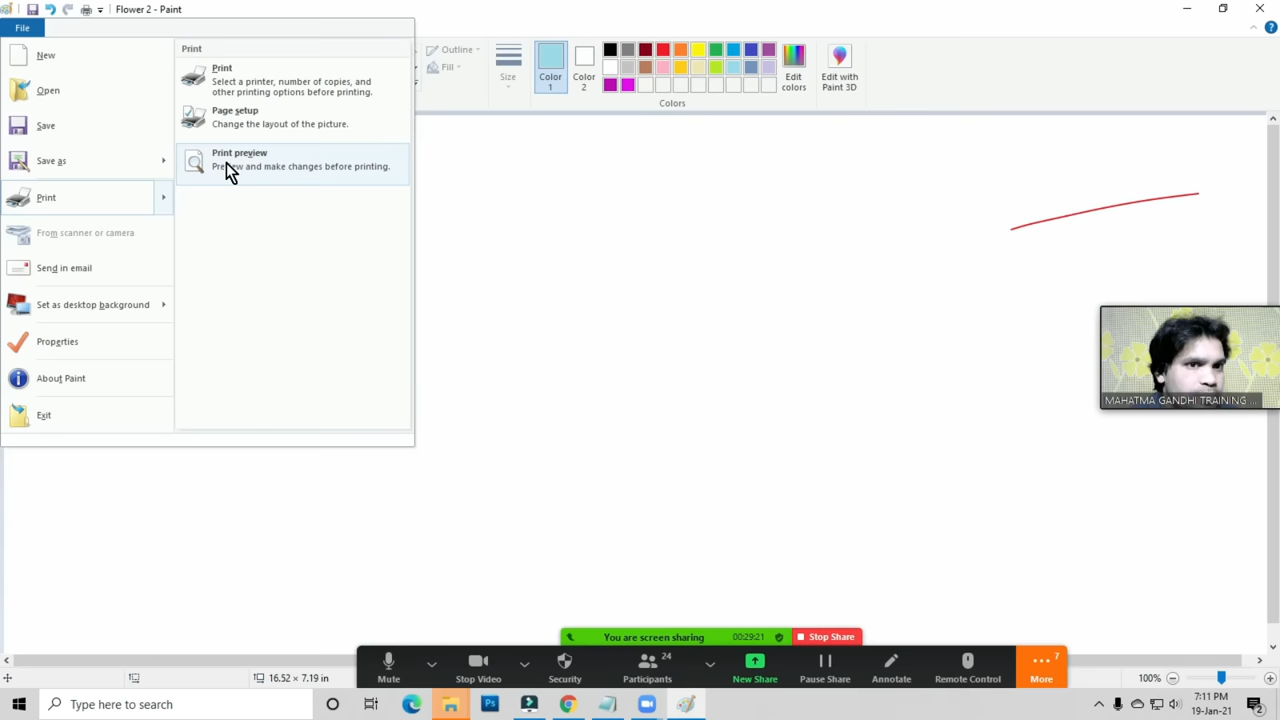 Flower 2 - Paint
File
New
Open
Save
Save as
Print
From scanner or camera
Send in email
Set as desktop background
Properties
About Paint
Exit
Print
Print
Select a printer, number of copies, and
other printing options before printing.
Page setup
Change the layout of the picture.
Print preview
Preview and make changes before printing.
Outline
Fill
Size
Color
1
Color
2
Edit
colors
Edit with
Paint 3D
Colors
MAHATMA GANDHI TRAINING ...
You are screen sharing
00:29:21
Stop Share
Mute
Stop Video
Security
24
Participants
New Share
Pause Share
Annotate
Remote Control
7
More
16.52 × 7.19 in
100%
Type here to search
Ps
7:11 PM
19-Jan-21
2